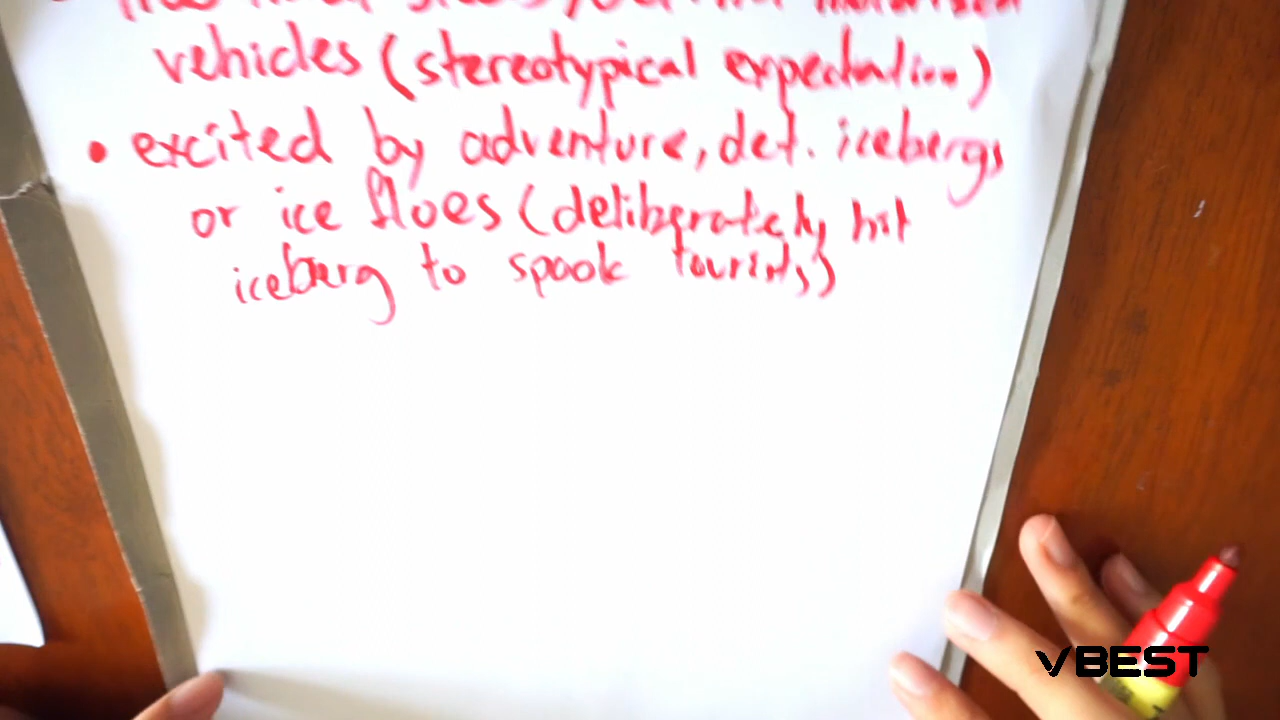 vehicles (stereotypical expectation)
• excited by adventure, def. icebergs
or ice floes (deliberately hit
iceberg to spook tourists)
VBEST